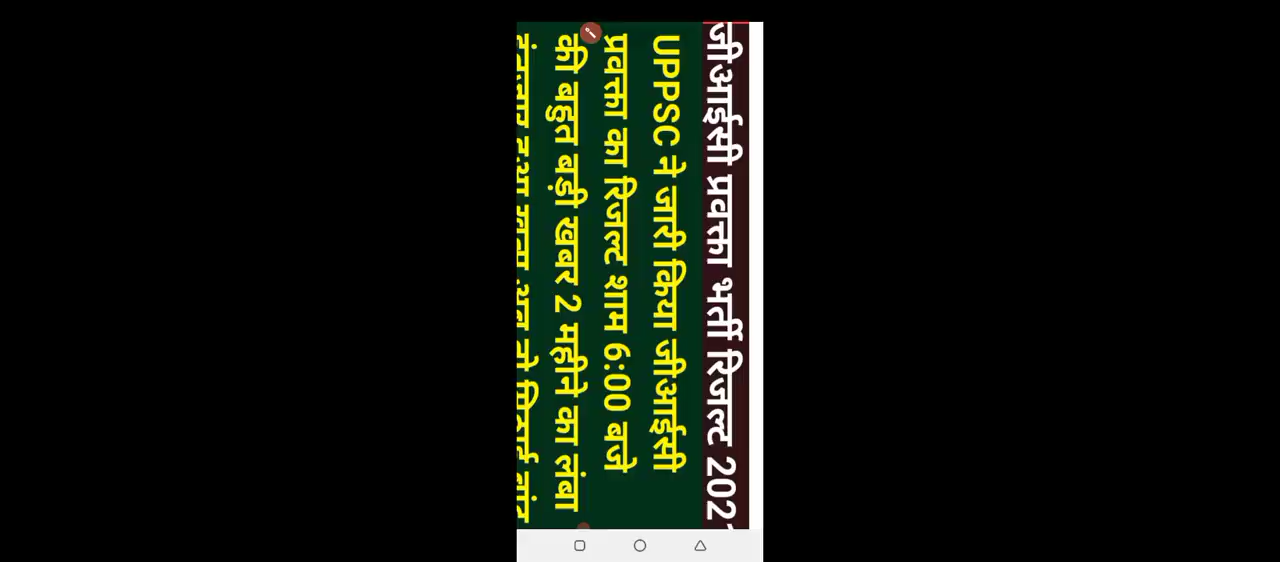 जीआईसी प्रवक्ता भर्ती रिजल्ट 202
UPPSC ने जारी किया जीआईसी
प्रवक्ता का रिजल्ट शाम 6:00 बजे
की बहुत बड़ी खबर 2 महीने का लंबा